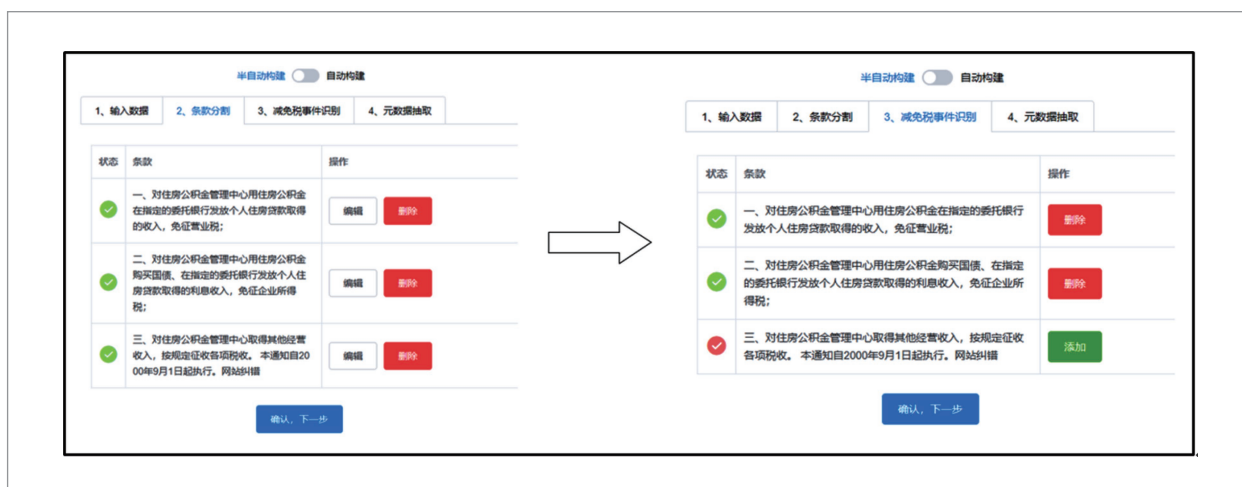 半自动构建 自动构建
1、输入数据 2、条款分割 3、减免税事件识别 4、元数据抽取
状态 条款 操作
一、对住房公积金管理中心用住房公积金
在指定的委托银行发放个人住房贷款取得
的收入，免征营业税；
编辑 删除
二、对住房公积金管理中心用住房公积金
购买国债、在指定的委托银行发放个人住
房贷款取得的利息收入，免征企业所得
税；
编辑 删除
三、对住房公积金管理中心取得其他经营
收入，按规定征收各项税收。 本通知自20
00年9月1日起执行。网站纠错
编辑 删除
确认，下一步
半自动构建 自动构建
1、输入数据 2、条款分割 3、减免税事件识别 4、元数据抽取
状态 条款 操作
一、对住房公积金管理中心用住房公积金在指定的委托银行
发放个人住房贷款取得的收入，免征营业税；
删除
二、对住房公积金管理中心用住房公积金购买国债、在指定
的委托银行发放个人住房贷款取得的利息收入，免征企业所
得税；
删除
三、对住房公积金管理中心取得其他经营收入，按规定征收
各项税收。 本通知自2000年9月1日起执行。网站纠错
添加
确认，下一步